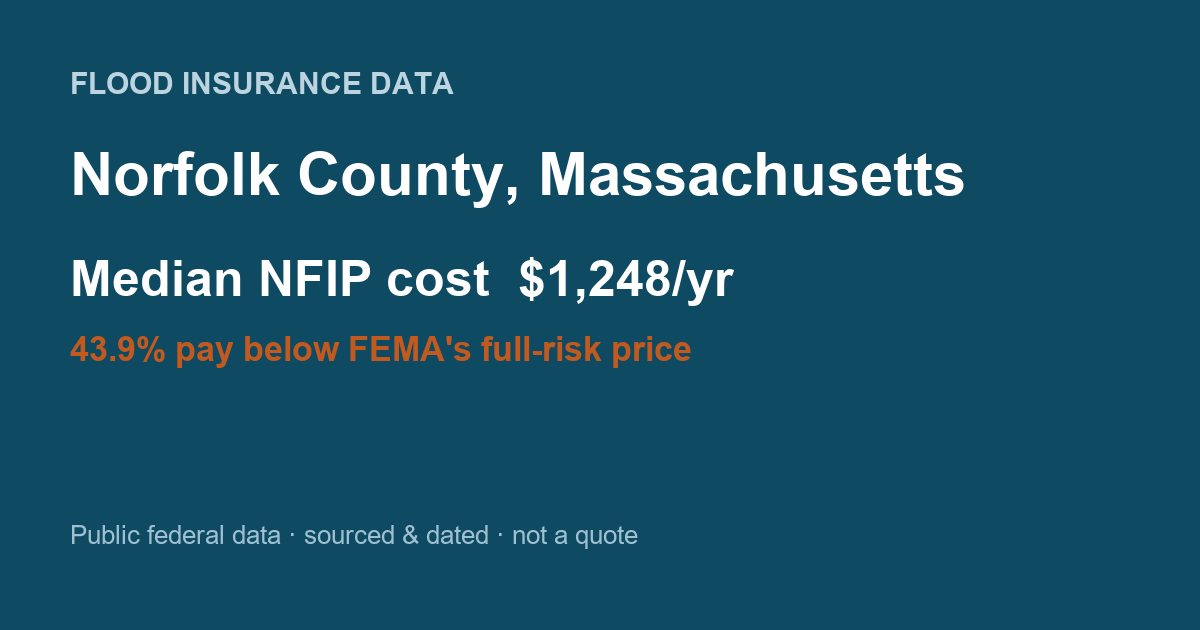 FLOOD INSURANCE DATA
Norfolk County, Massachusetts
Median NFIP cost  $1,248/yr
43.9% pay below FEMA's full-risk price
Public federal data · sourced & dated · not a quote